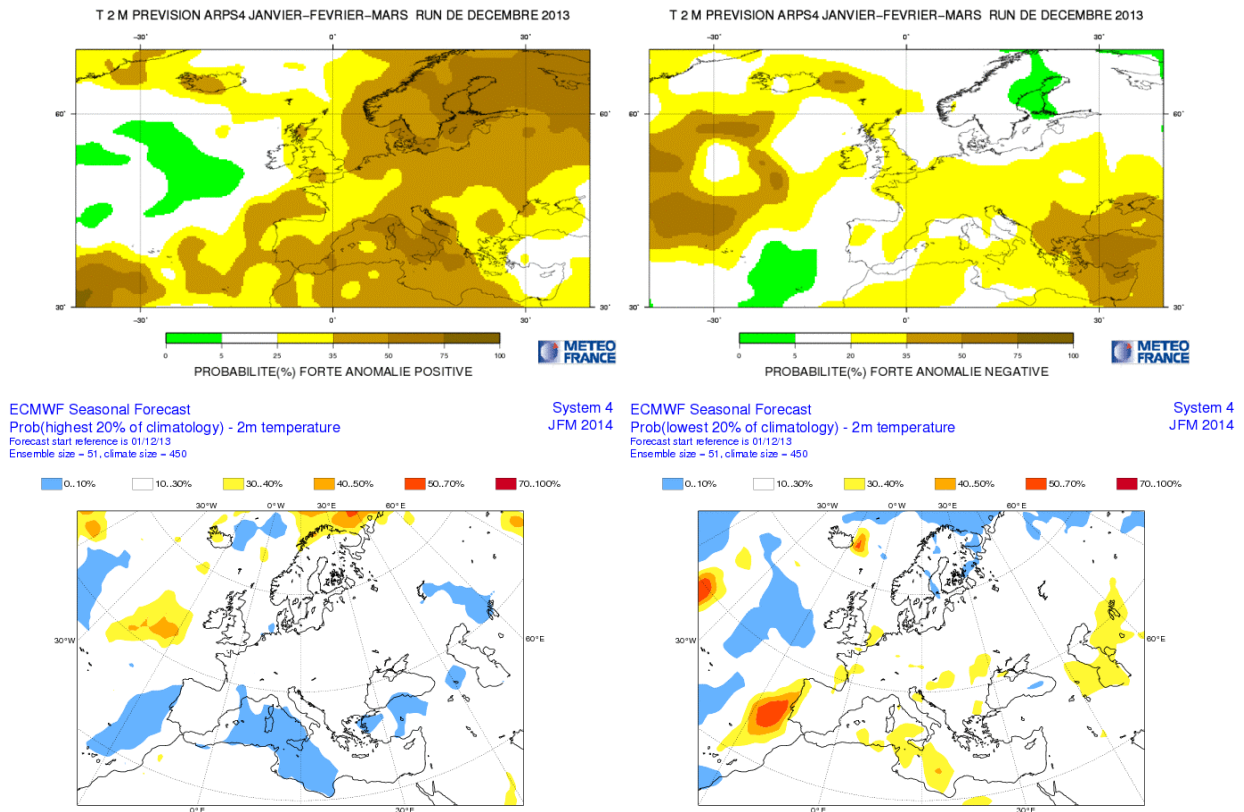 T 2 M PREVISION ARPS4 JANVIER-FEVRIER-MARS RUN DE DECEMBRE 2013
-30° 0° 30°
60° 60°
30° 30°
-30° 0° 30°
0 5 25 35 50 75 100
METEO
FRANCE
PROBABILITE(%) FORTE ANOMALIE POSITIVE
T 2 M PREVISION ARPS4 JANVIER-FEVRIER-MARS RUN DE DECEMBRE 2013
-30° 0° 30°
60° 60°
30° 30°
-30° 0° 30°
0 5 20 35 50 75 100
METEO
FRANCE
PROBABILITE(%) FORTE ANOMALIE NEGATIVE
ECMWF Seasonal Forecast System 4
Prob(highest 20% of climatology) - 2m temperature JFM 2014
Forecast start reference is 01/12/13
Ensemble size = 51, climate size = 450
0..10% 10..30% 30..40% 40..50% 50..70% 70..100%
30°W 0°W 30°E 60°E
30°W 60°E
0°E 30°E
ECMWF Seasonal Forecast System 4
Prob(lowest 20% of climatology) - 2m temperature JFM 2014
Forecast start reference is 01/12/13
Ensemble size = 51, climate size = 450
0..10% 10..30% 30..40% 40..50% 50..70% 70..100%
30°W 0°W 30°E 60°E
30°W 60°E
0°E 30°E